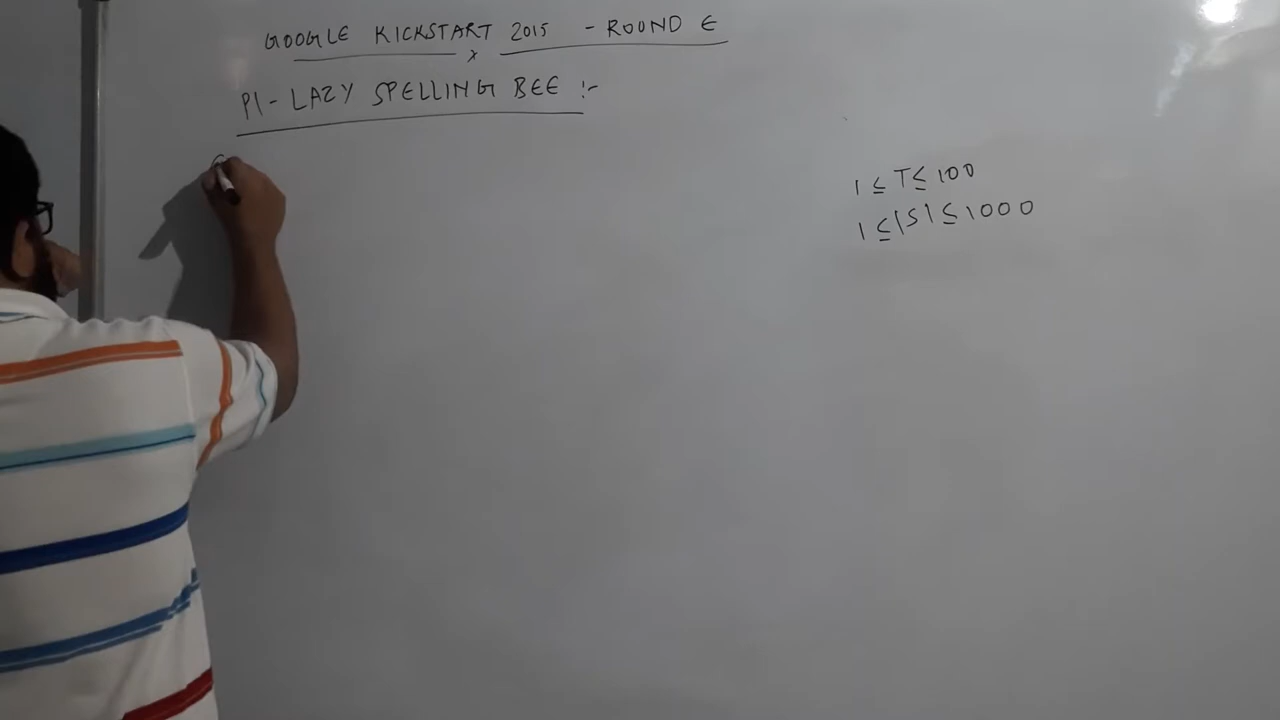 GOOGLE KICKSTART 2015 - ROUND E
x
P1 - LAZY SPELLING BEE :-
1 ≤ T ≤ 100
1 ≤ |S| ≤ 1000